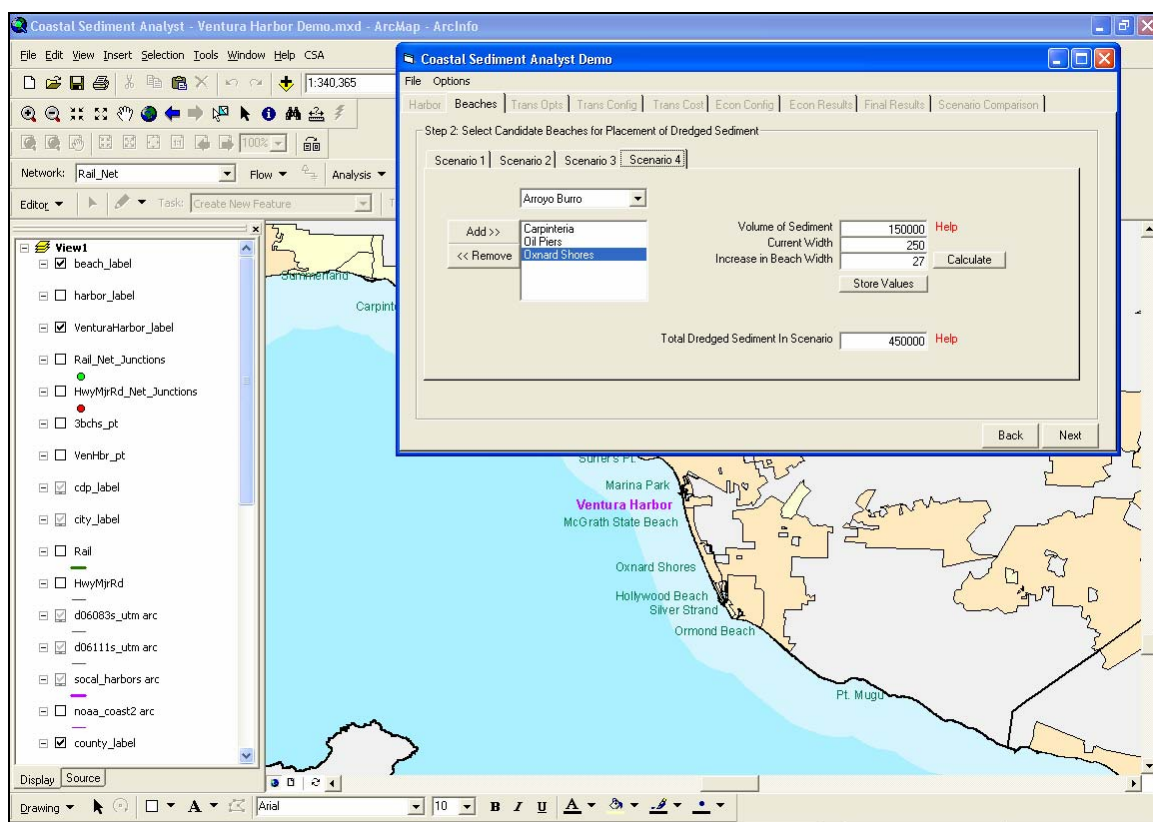 Coastal Sediment Analyst - Ventura Harbor Demo.mxd - ArcMap - ArcInfo
File Edit View Insert Selection Tools Window Help CSA
1:340,365
100%
Network: Rail_Net Flow Analysis
Editor Task: Create New Feature
View1
beach_label
harbor_label
VenturaHarbor_label
Rail_Net_Junctions
HwyMjrRd_Net_Junctions
3bchs_pt
VenHbr_pt
cdp_label
city_label
Rail
HwyMjrRd
d06083s_utm arc
d06111s_utm arc
socal_harbors arc
noaa_coast2 arc
county_label
Display Source
Drawing Arial 10 B I U A
Coastal Sediment Analyst Demo
File Options
Harbor Beaches Trans Opts Trans Config Trans Cost Econ Config Econ Results Final Results Scenario Comparison
Step 2: Select Candidate Beaches for Placement of Dredged Sediment
Scenario 1 Scenario 2 Scenario 3 Scenario 4
Arroyo Burro
Add >>
<< Remove
Carpinteria
Oil Piers
Oxnard Shores
Volume of Sediment 150000 Help
Current Width 250
Increase in Beach Width 27 Calculate
Store Values
Total Dredged Sediment In Scenario 450000 Help
Back Next
Summerland
Carpint
Surfer's Pt.
Marina Park
Ventura Harbor
McGrath State Beach
Oxnard Shores
Hollywood Beach
Silver Strand
Ormond Beach
Pt. Mugu